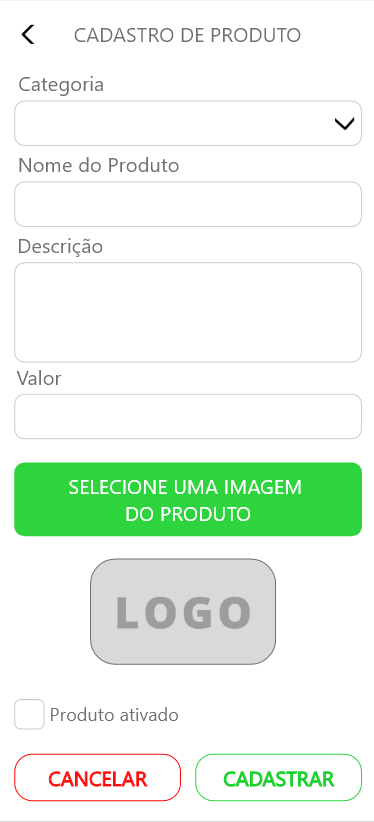 CADASTRO DE PRODUTO
Categoria
Nome do Produto
Descrição
Valor
SELECIONE UMA IMAGEM
DO PRODUTO
LOGO
Produto ativado
CANCELAR
CADASTRAR